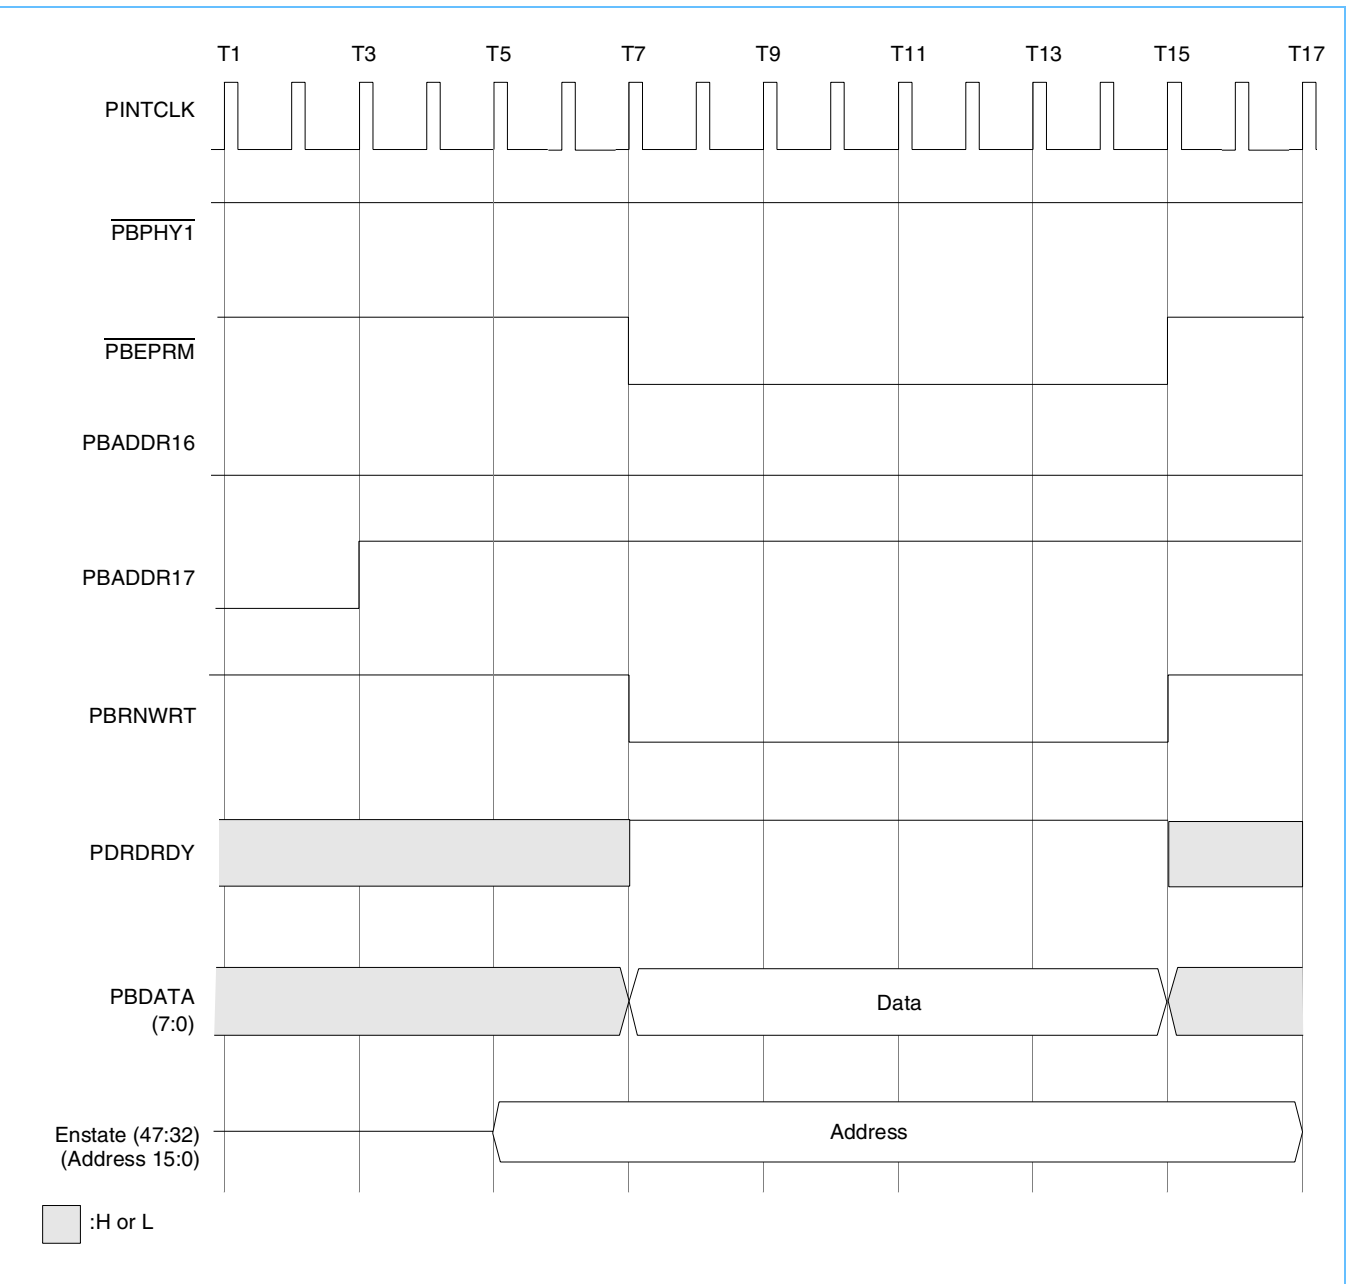 T1 T3 T5 T7 T9 T11 T13 T15 T17
PINTCLK
PBPHY1
PBEPRM
PBADDR16
PBADDR17
PBRNWRT
PDRDRDY
PBDATA
(7:0)
Data
Enstate (47:32)
(Address 15:0)
Address
:H or L